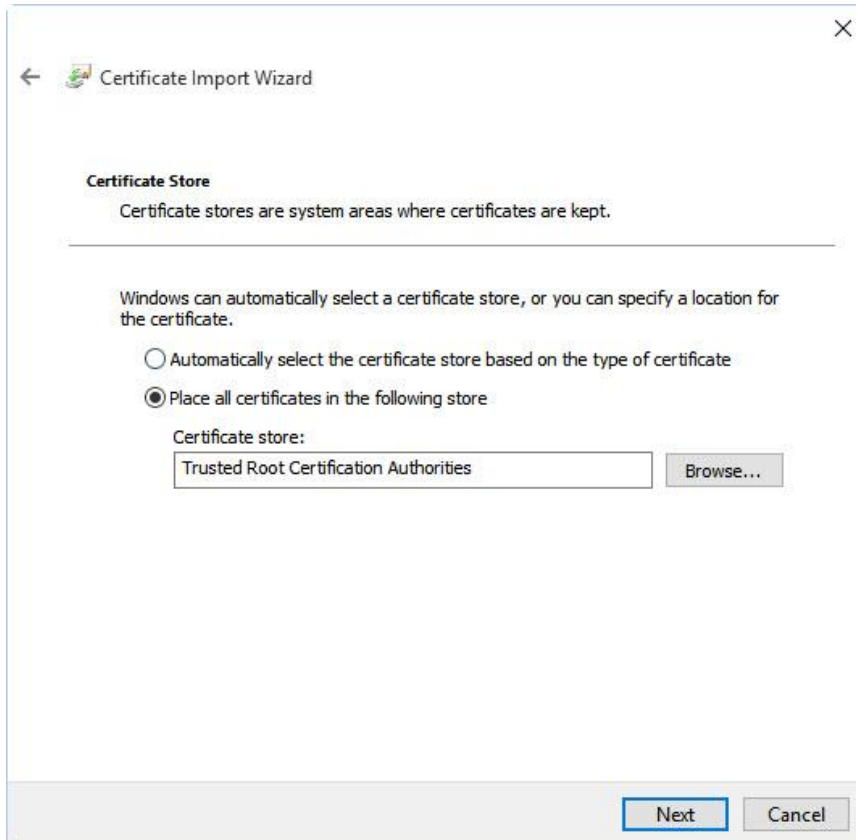 Certificate Import Wizard
Certificate Store
Certificate stores are system areas where certificates are kept.
Windows can automatically select a certificate store, or you can specify a location for
the certificate.
Automatically select the certificate store based on the type of certificate
Place all certificates in the following store
Certificate store:
Trusted Root Certification Authorities
Browse...
Next
Cancel